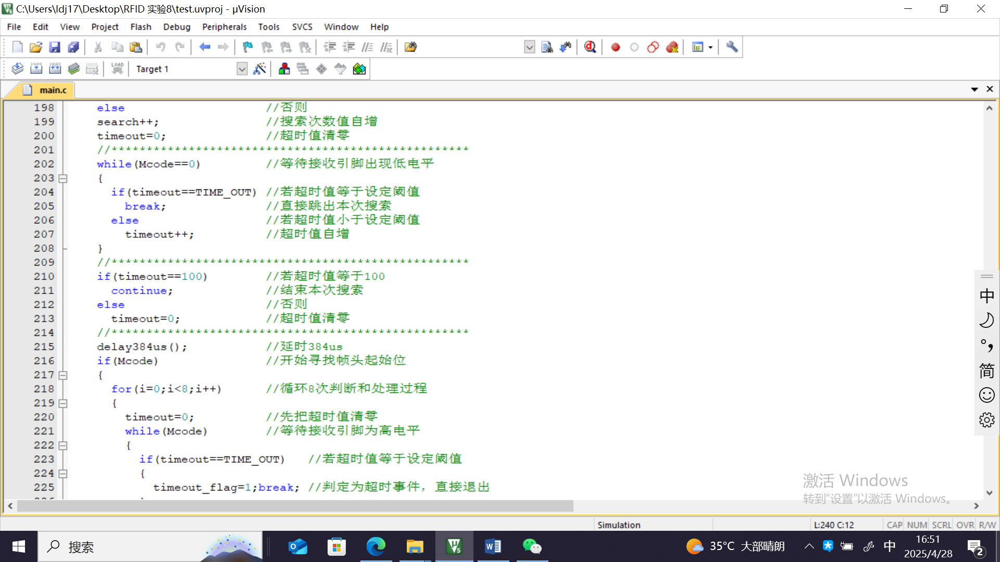 C:\Users\ldj17\Desktop\RFID 实验8\test.uvproj - µVision
File Edit View Project Flash Debug Peripherals Tools SVCS Window Help
LOAD Target 1
main.c
198 else //否则
199 search++; //搜索次数值自增
200 timeout=0; //超时值清零
201 //***************************************************
202 while(Mcode==0) //等待接收引脚出现低电平
203 {
204 if(timeout==TIME_OUT) //若超时值等于设定阈值
205 break; //直接跳出本次搜索
206 else //若超时值小于设定阈值
207 timeout++; //超时值自增
208 }
209 //***************************************************
210 if(timeout==100) //若超时值等于100
211 continue; //结束本次搜索
212 else //否则
213 timeout=0; //超时值清零
214 //***************************************************
215 delay384us(); //延时384us
216 if(Mcode) //开始寻找帧头起始位
217 {
218 for(i=0;i<8;i++) //循环8次判断和处理过程
219 {
220 timeout=0; //先把超时值清零
221 while(Mcode) //等待接收引脚为高电平
222 {
223 if(timeout==TIME_OUT) //若超时值等于设定阈值
224 {
225 timeout_flag=1;break; //判定为超时事件，直接退出
中
°,
简
激活 Windows
转到"设置"以激活 Windows。
Simulation L:240 C:12 CAP NUM SCRL OVR R/W
搜索
35°C 大部晴朗
中
16:51
2025/4/28
2